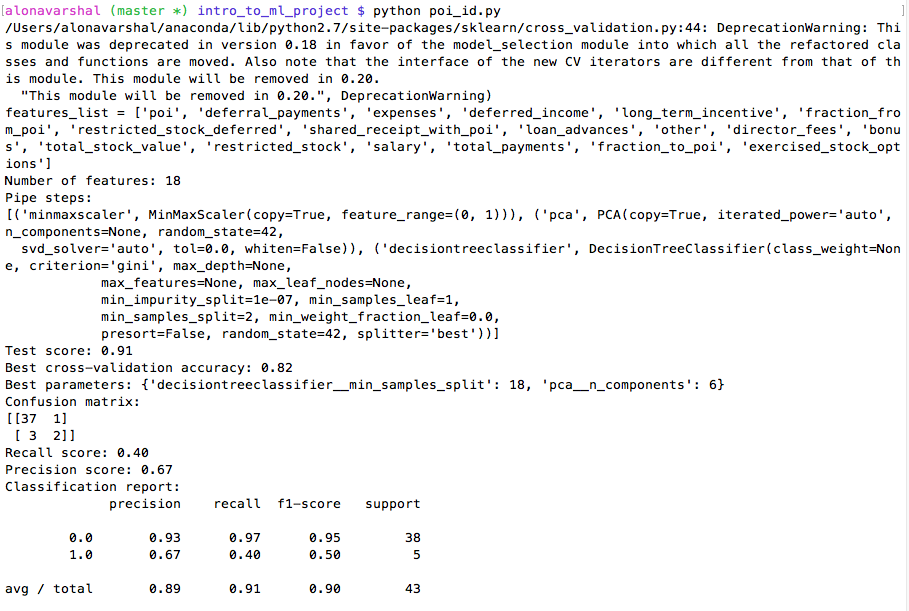 [alonavarshal (master *) intro_to_ml_project $ python poi_id.py ]
/Users/alonavarshal/anaconda/lib/python2.7/site-packages/sklearn/cross_validation.py:44: DeprecationWarning: Thi
s module was deprecated in version 0.18 in favor of the model_selection module into which all the refactored cla
sses and functions are moved. Also note that the interface of the new CV iterators are different from that of th
is module. This module will be removed in 0.20.
  "This module will be removed in 0.20.", DeprecationWarning)
features_list = ['poi', 'deferral_payments', 'expenses', 'deferred_income', 'long_term_incentive', 'fraction_fro
m_poi', 'restricted_stock_deferred', 'shared_receipt_with_poi', 'loan_advances', 'other', 'director_fees', 'bonu
s', 'total_stock_value', 'restricted_stock', 'salary', 'total_payments', 'fraction_to_poi', 'exercised_stock_opt
ions']
Number of features: 18
Pipe steps:
[('minmaxscaler', MinMaxScaler(copy=True, feature_range=(0, 1))), ('pca', PCA(copy=True, iterated_power='auto',
n_components=None, random_state=42,
  svd_solver='auto', tol=0.0, whiten=False)), ('decisiontreeclassifier', DecisionTreeClassifier(class_weight=Non
e, criterion='gini', max_depth=None,
            max_features=None, max_leaf_nodes=None,
            min_impurity_split=1e-07, min_samples_leaf=1,
            min_samples_split=2, min_weight_fraction_leaf=0.0,
            presort=False, random_state=42, splitter='best'))]
Test score: 0.91
Best cross-validation accuracy: 0.82
Best parameters: {'decisiontreeclassifier__min_samples_split': 18, 'pca__n_components': 6}
Confusion matrix:
[[37  1]
 [ 3  2]]
Recall score: 0.40
Precision score: 0.67
Classification report:
             precision    recall  f1-score   support
        0.0       0.93      0.97      0.95        38
        1.0       0.67      0.40      0.50         5
avg / total       0.89      0.91      0.90        43